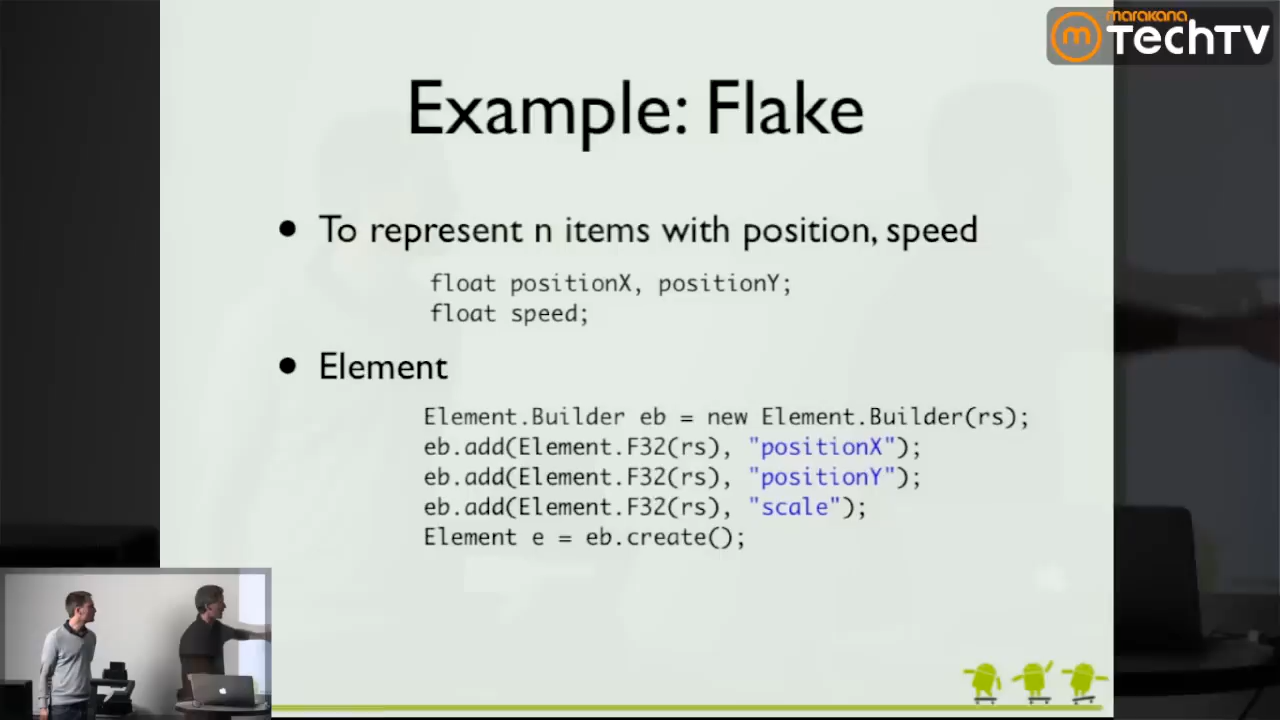 marakana
m TechTV
Example: Flake
• To represent n items with position, speed
float positionX, positionY;
float speed;
• Element
Element.Builder eb = new Element.Builder(rs);
eb.add(Element.F32(rs), "positionX");
eb.add(Element.F32(rs), "positionY");
eb.add(Element.F32(rs), "scale");
Element e = eb.create();